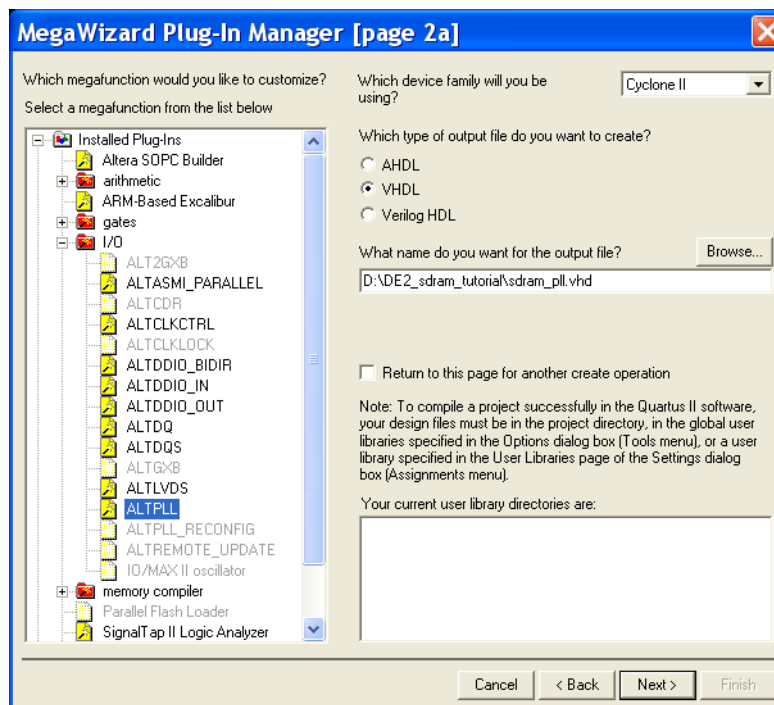 MegaWizard Plug-In Manager [page 2a]
Which megafunction would you like to customize?
Select a megafunction from the list below
Installed Plug-Ins
Altera SOPC Builder
arithmetic
ARM-Based Excalibur
gates
I/O
ALT2GXB
ALTASMI_PARALLEL
ALTCDR
ALTCLKCTRL
ALTCLKLOCK
ALTDDIO_BIDIR
ALTDDIO_IN
ALTDDIO_OUT
ALTDQ
ALTDQS
ALTGXB
ALTLVDS
ALTPLL
ALTPLL_RECONFIG
ALTREMOTE_UPDATE
IO/MAX II oscillator
memory compiler
Parallel Flash Loader
SignalTap II Logic Analyzer
Which device family will you be
using?
Cyclone II
Which type of output file do you want to create?
AHDL
VHDL
Verilog HDL
What name do you want for the output file?
Browse...
D:\DE2_sdram_tutorial\sdram_pll.vhd
Return to this page for another create operation
Note: To compile a project successfully in the Quartus II software,
your design files must be in the project directory, in the global user
libraries specified in the Options dialog box (Tools menu), or a user
library specified in the User Libraries page of the Settings dialog
box (Assignments menu).
Your current user library directories are:
Cancel
< Back
Next >
Finish